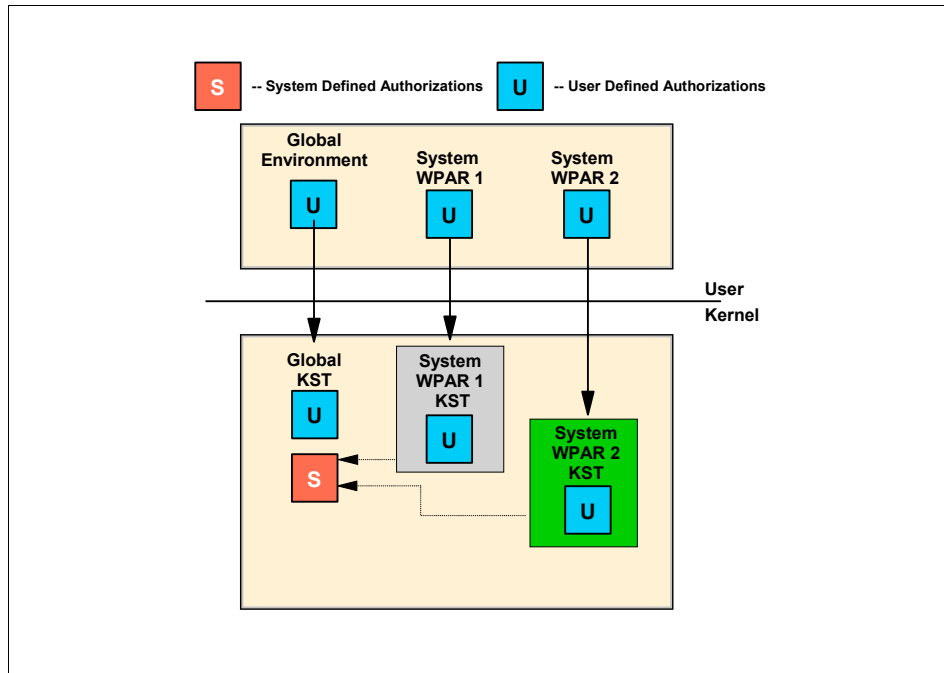 S -- System Defined Authorizations U -- User Defined Authorizations
Global
Environment
U
System
WPAR 1
U
System
WPAR 2
U
User
Kernel
Global
KST
U
S
System
WPAR 1
KST
U
System
WPAR 2
KST
U